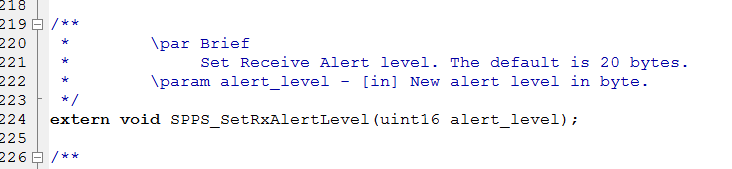 218
219 /**
220 * \par Brief
221 * Set Receive Alert level. The default is 20 bytes.
222 * \param alert_level - [in] New alert level in byte.
223 */
224 extern void SPPS_SetRxAlertLevel(uint16 alert_level);
225
226 /**